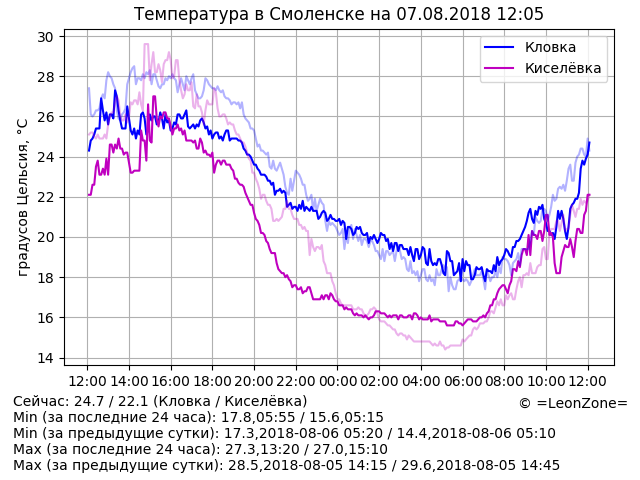 Температура в Смоленске на 07.08.2018 12:05
Кловка
Киселёвка
градусов Цельсия, °C
30
28
26
24
22
20
18
16
14
12:00 14:00 16:00 18:00 20:00 22:00 00:00 02:00 04:00 06:00 08:00 10:00 12:00
Сейчас: 24.7 / 22.1 (Кловка / Киселёвка)
© =LeonZone=
Min (за последние 24 часа): 17.8,05:55 / 15.6,05:15
Min (за предыдущие сутки): 17.3,2018-08-06 05:20 / 14.4,2018-08-06 05:10
Max (за последние 24 часа): 27.3,13:20 / 27.0,15:10
Max (за предыдущие сутки): 28.5,2018-08-05 14:15 / 29.6,2018-08-05 14:45